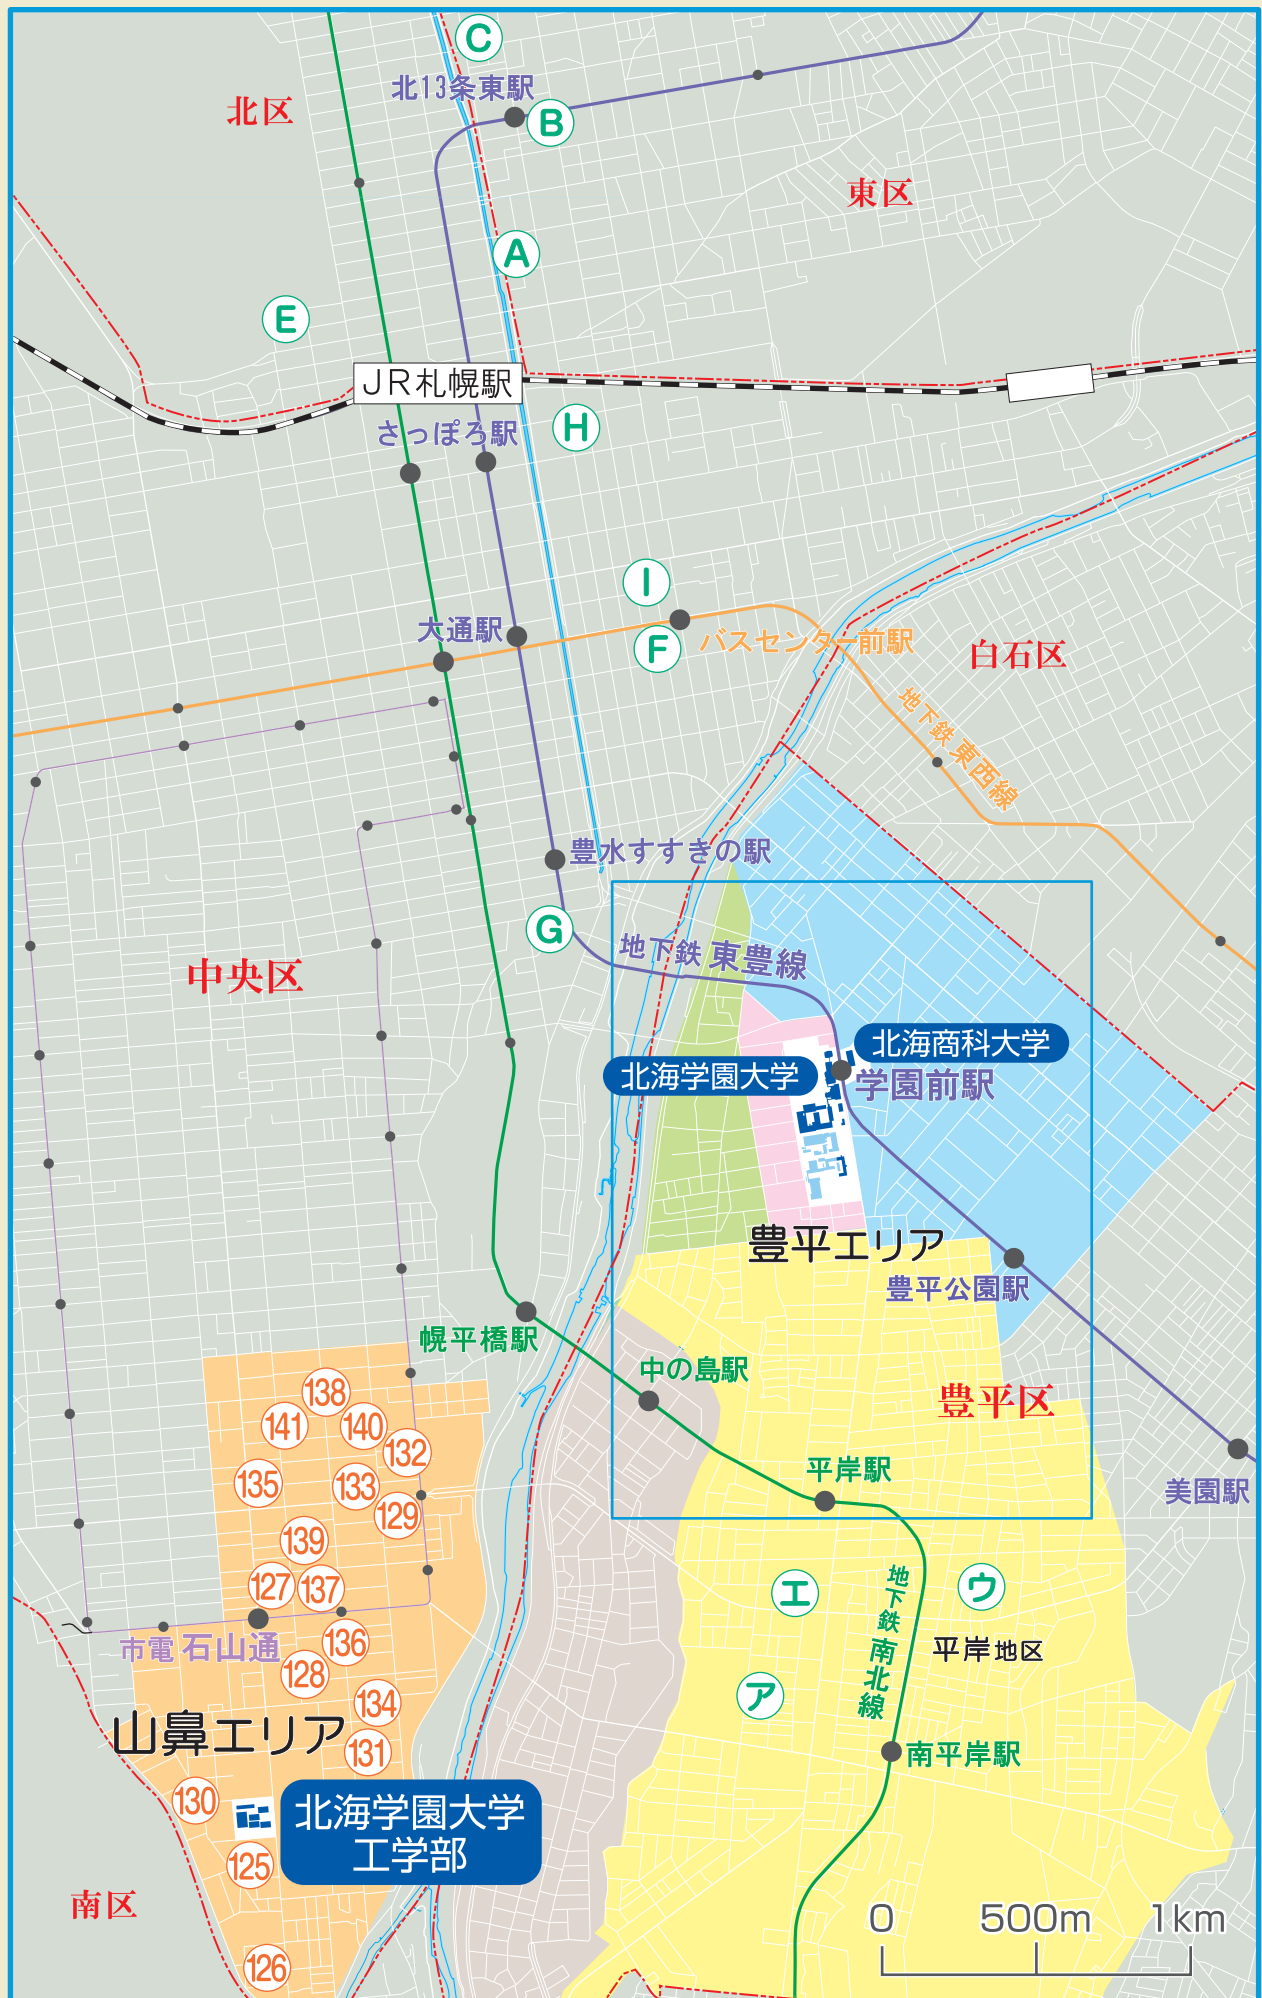 C
北13条東駅
B
北区
東区
A
E
JR札幌駅
H
さっぽろ駅
I
大通駅
F
バスセンター前駅
白石区
地下鉄 東西線
豊水すすきの駅
G
地下鉄 東豊線
中央区
北海商科大学
北海学園大学
学園前駅
豊平エリア
豊平公園駅
幌平橋駅
中の島駅
138
141
140
132
豊平区
135
133
平岸駅
129
美園駅
139
127
137
エ
地下鉄 南北線
ウ
市電 石山通
136
平岸地区
128
134
ア
山鼻エリア
131
南平岸駅
130
北海学園大学
工学部
125
南区
126
0 500m 1km